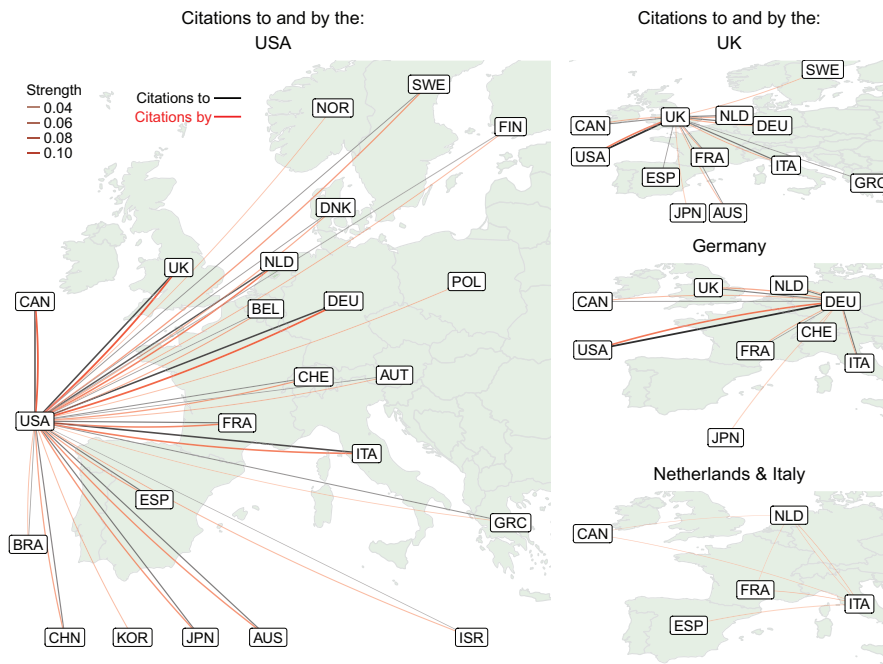 Citations to and by the:
USA
Strength
0.04
0.06
0.08
0.10
Citations to
Citations by
NOR
SWE
FIN
DNK
UK
NLD
CAN
BEL
DEU
POL
CHE
AUT
USA
FRA
ITA
ESP
GRC
BRA
CHN
KOR
JPN
AUS
ISR
Citations to and by the:
UK
SWE
CAN
UK
NLD
DEU
USA
FRA
ITA
ESP
GRC
JPN
AUS
Germany
CAN
UK
NLD
DEU
USA
CHE
FRA
ITA
JPN
Netherlands & Italy
NLD
CAN
FRA
ITA
ESP